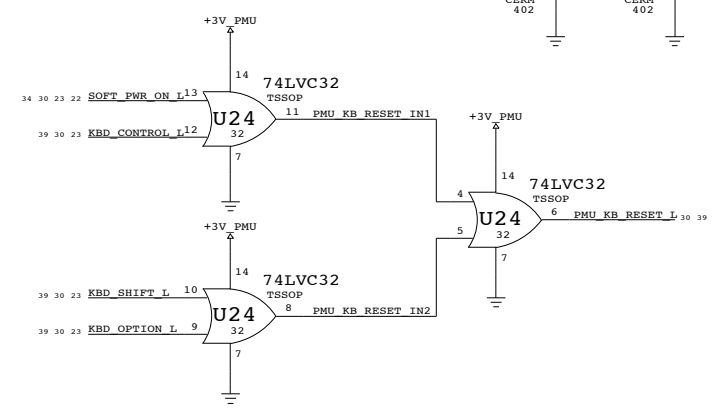 CERM
402
CERM
402
+3V_PMU
14
74LVC32
TSSOP
34 30 23 22 SOFT_PWR_ON_L 13
U24
32
11 PMU_KB_RESET_IN1
39 30 23 KBD_CONTROL_L 12
7
+3V_PMU
14
74LVC32
TSSOP
4
U24
32
6 PMU_KB_RESET_L 30 39
5
7
+3V_PMU
14
74LVC32
TSSOP
39 30 23 KBD_SHIFT_L 10
U24
32
8 PMU_KB_RESET_IN2
39 30 23 KBD_OPTION_L 9
7